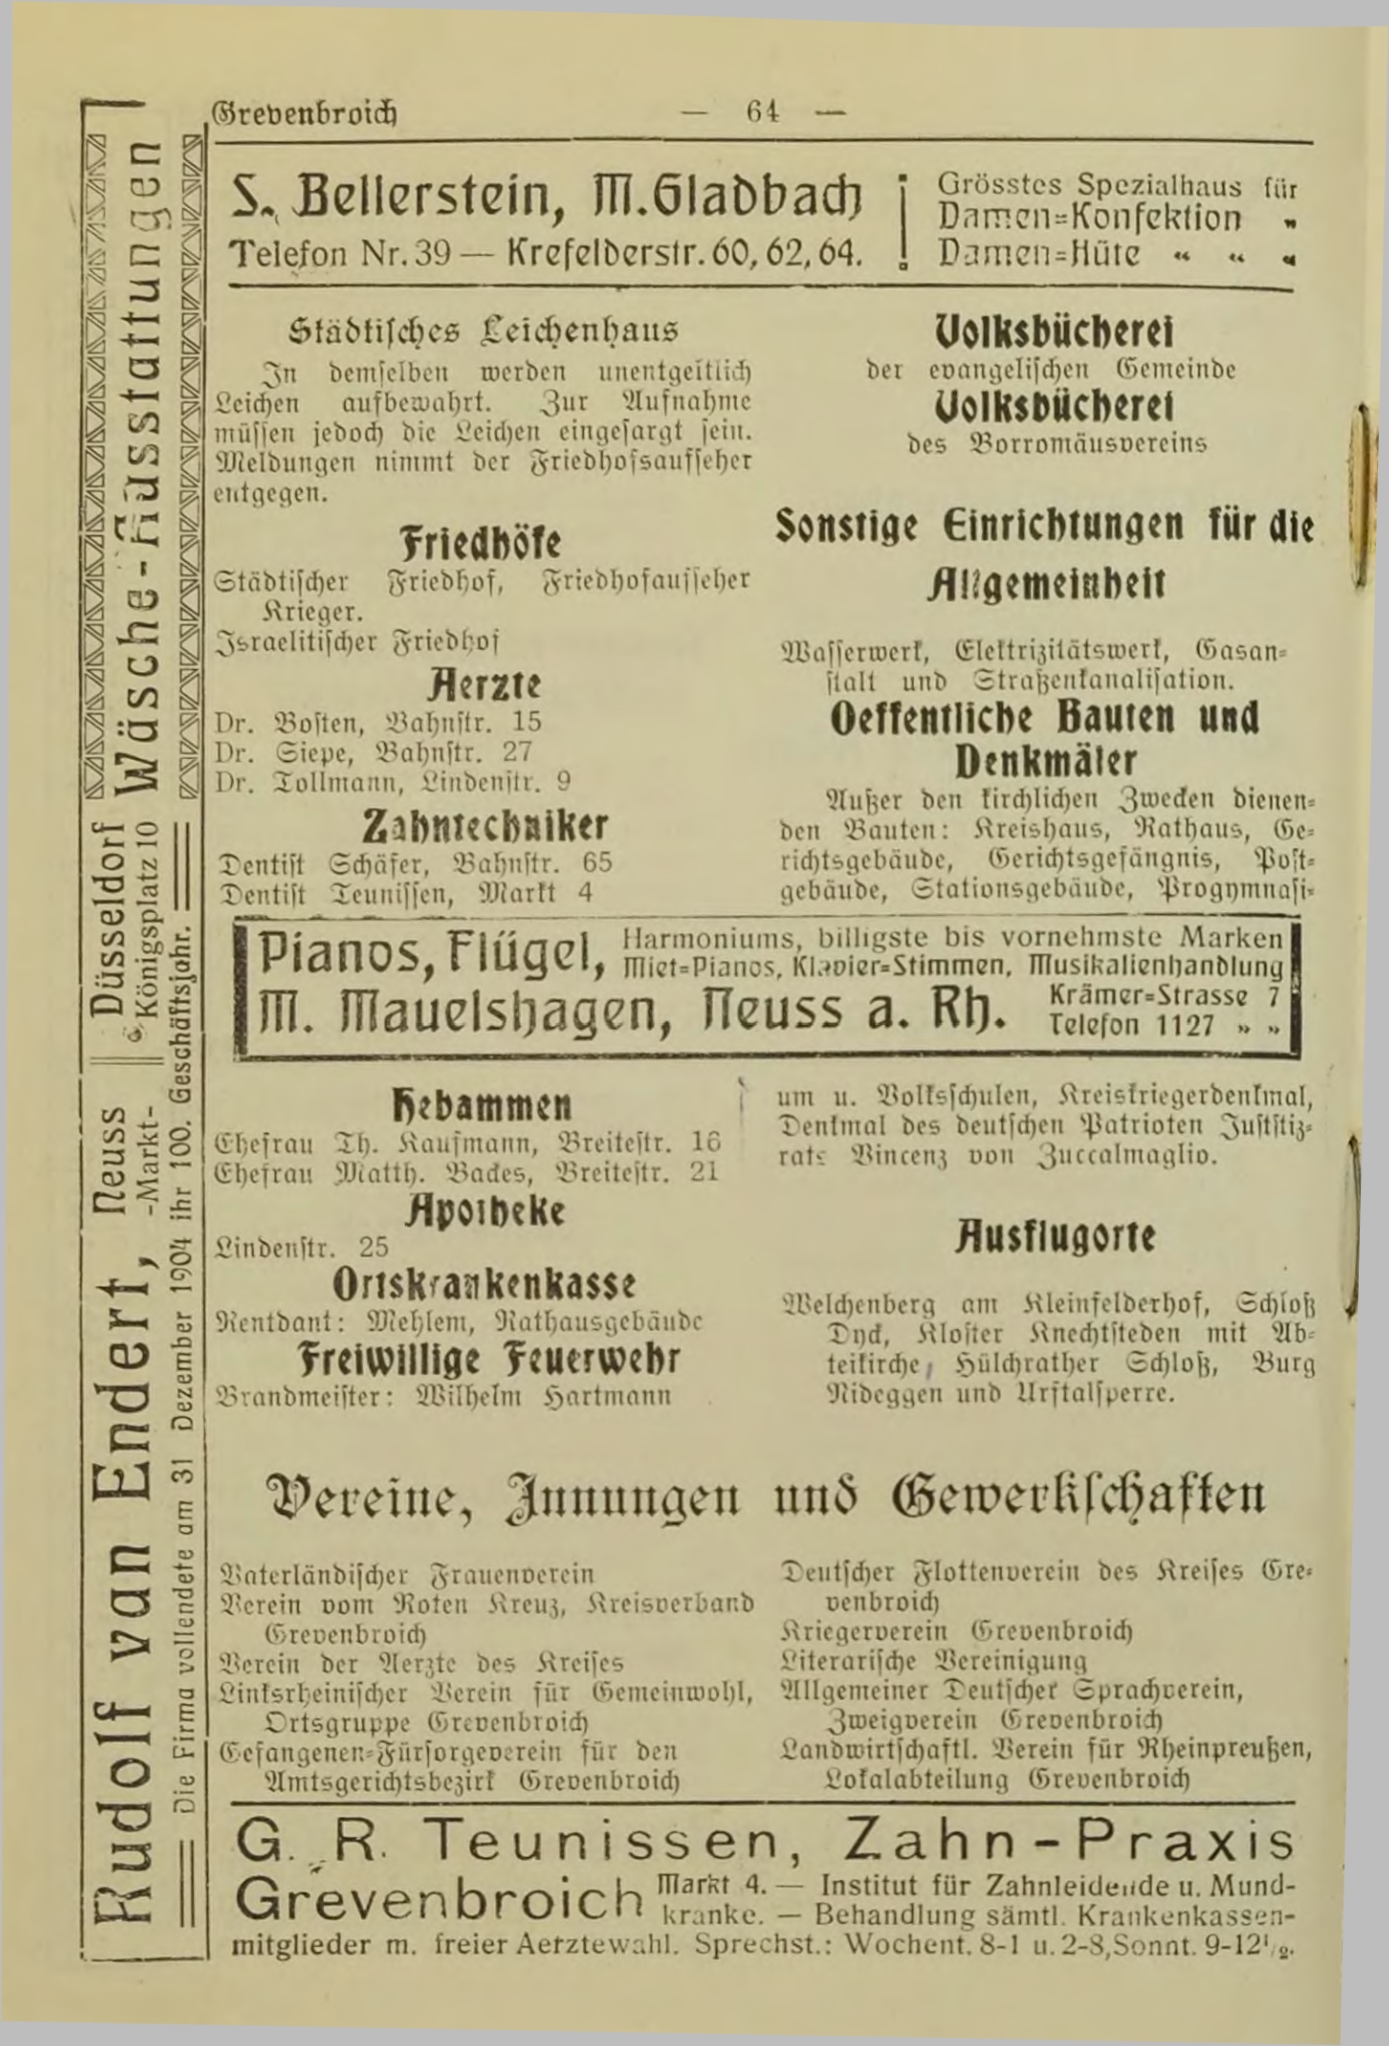 Grevenbroich — 64 —
S. Bellerstein, M.Gladbach
Telefon Nr. 39 — Krefelderstr. 60, 62, 64.
Grösstes Spezialhaus für
Damen=Konfektion „
Damen=Hüte “ “ “
Städtisches Leichenhaus
In demselben werden unentgeltlich
Leichen aufbewahrt. Zur Aufnahme
müssen jedoch die Leichen eingesargt sein.
Meldungen nimmt der Friedhofsaufseher
entgegen.
Friedhöfe
Städtischer Friedhof, Friedhofaufseher
Krieger.
Israelitischer Friedhof
Aerzte
Dr. Bosten, Bahnstr. 15
Dr. Siepe, Bahnstr. 27
Dr. Tollmann, Lindenstr. 9
Zahntechniker
Dentist Schäfer, Bahnstr. 65
Dentist Teunissen, Markt 4
Volksbücherei
der evangelischen Gemeinde
Volksbücherei
des Borromäusvereins
Sonstige Einrichtungen für die
Allgemeinheit
Wasserwerk, Elektrizitätswerk, Gasan=
stalt und Straßenkanalisation.
Oeffentliche Bauten und
Denkmäler
Außer den kirchlichen Zwecken dienen=
den Bauten: Kreishaus, Rathaus, Ge=
richtsgebäude, Gerichtsgefängnis, Post=
gebäude, Stationsgebäude, Progymnasi=
Pianos, Flügel, Harmoniums, billigste bis vornehmste Marken
Miet=Pianos, Klavier=Stimmen, Musikalienhandlung
M. Mauelshagen, Neuss a. Rh. Krämer=Strasse 7
Telefon 1127 „ „
Hebammen
Ehefrau Th. Kaufmann, Breitestr. 16
Ehefrau Matth. Backes, Breitestr. 21
Apotheke
Lindenstr. 25
Ortskrankenkasse
Rentdant: Mehlem, Rathausgebäude
Freiwillige Feuerwehr
Brandmeister: Wilhelm Hartmann
um u. Volksschulen, Kreiskriegerdenkmal,
Denkmal des deutschen Patrioten Juststiz=
rats Vincenz von Zuccalmaglio.
Ausflugorte
Welchenberg am Kleinfelderhof, Schloß
Dyck, Kloster Knechtsteden mit Ab=
teikirche, Hülchrather Schloß, Burg
Nideggen und Urftalsperre.
Vereine, Innungen und Gewerkschaften
Vaterländischer Frauenverein
Verein vom Roten Kreuz, Kreisverband
Grevenbroich
Verein der Aerzte des Kreises
Linksrheinischer Verein für Gemeinwohl,
Ortsgruppe Grevenbroich
Gefangenen=Fürsorgeverein für den
Amtsgerichtsbezirk Grevenbroich
Deutscher Flottenverein des Kreises Gre=
venbroich
Kriegerverein Grevenbroich
Literarische Vereinigung
Allgemeiner Deutscher Sprachverein,
Zweigverein Grevenbroich
Landwirtschaftl. Verein für Rheinpreußen,
Lokalabteilung Grevenbroich
G. R. Teunissen, Zahn-Praxis
Grevenbroich Markt 4. — Institut für Zahnleidende u. Mund-
kranke. — Behandlung sämtl. Krankenkassen-
mitglieder m. freier Aerztewahl. Sprechst.: Wochent. 8-1 u. 2-8, Sonnt. 9-12½.
Rudolf van Endert, Neuss
-Markt-
Düsseldorf
Königsplatz 10
Wäsche-Ausstattungen
Die Firma vollendete am 31 Dezember 1904 ihr 100. Geschäftsjahr.